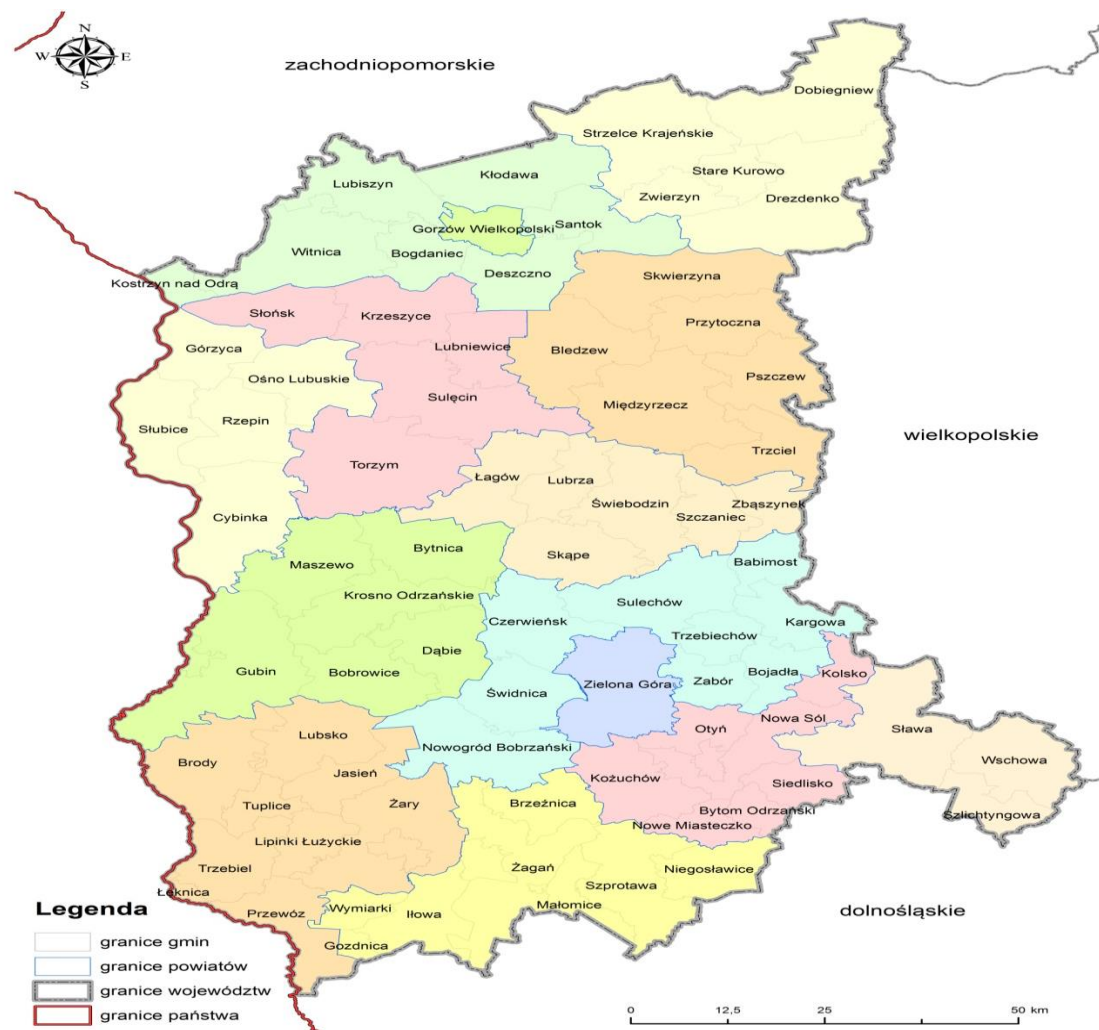 N
W E
S
zachodniopomorskie
Dobiegniew
Strzelce Krajeńskie
Stare Kurowo
Zwierzyn
Drezdenko
Lubiszyn
Kłodawa
Santok
Gorzów Wielkopolski
Witnica
Bogdaniec
Deszczno
Kostrzyn nad Odrą
Skwierzyna
Słońsk
Krzeszyce
Przytoczna
Lubniewice
Bledzew
Górzyca
Ośno Lubuskie
Pszczew
Sulęcin
Międzyrzecz
Rzepin
Słubice
wielkopolskie
Trzciel
Torzym
Łagów
Lubrza
Świebodzin
Zbąszynek
Szczaniec
Cybinka
Bytnica
Skąpe
Maszewo
Babimost
Krosno Odrzańskie
Sulechów
Czerwieńsk
Trzebiechów
Kargowa
Dąbie
Gubin
Bobrowice
Bojadła
Kolsko
Zabór
Zielona Góra
Świdnica
Nowa Sól
Otyń
Sława
Lubsko
Nowogród Bobrzański
Brody
Wschowa
Jasień
Kożuchów
Siedlisko
Tuplice
Żary
Brzeźnica
Bytom Odrzański
Szlichtyngowa
Nowe Miasteczko
Lipinki Łużyckie
Trzebiel
Żagań
Niegosławice
Łęknica
Szprotawa
Małomice
Przewóz
Wymiarki
Iłowa
dolnośląskie
Gozdnica
Legenda
granice gmin
granice powiatów
granice województw
granice państwa
0 12,5 25 50 km